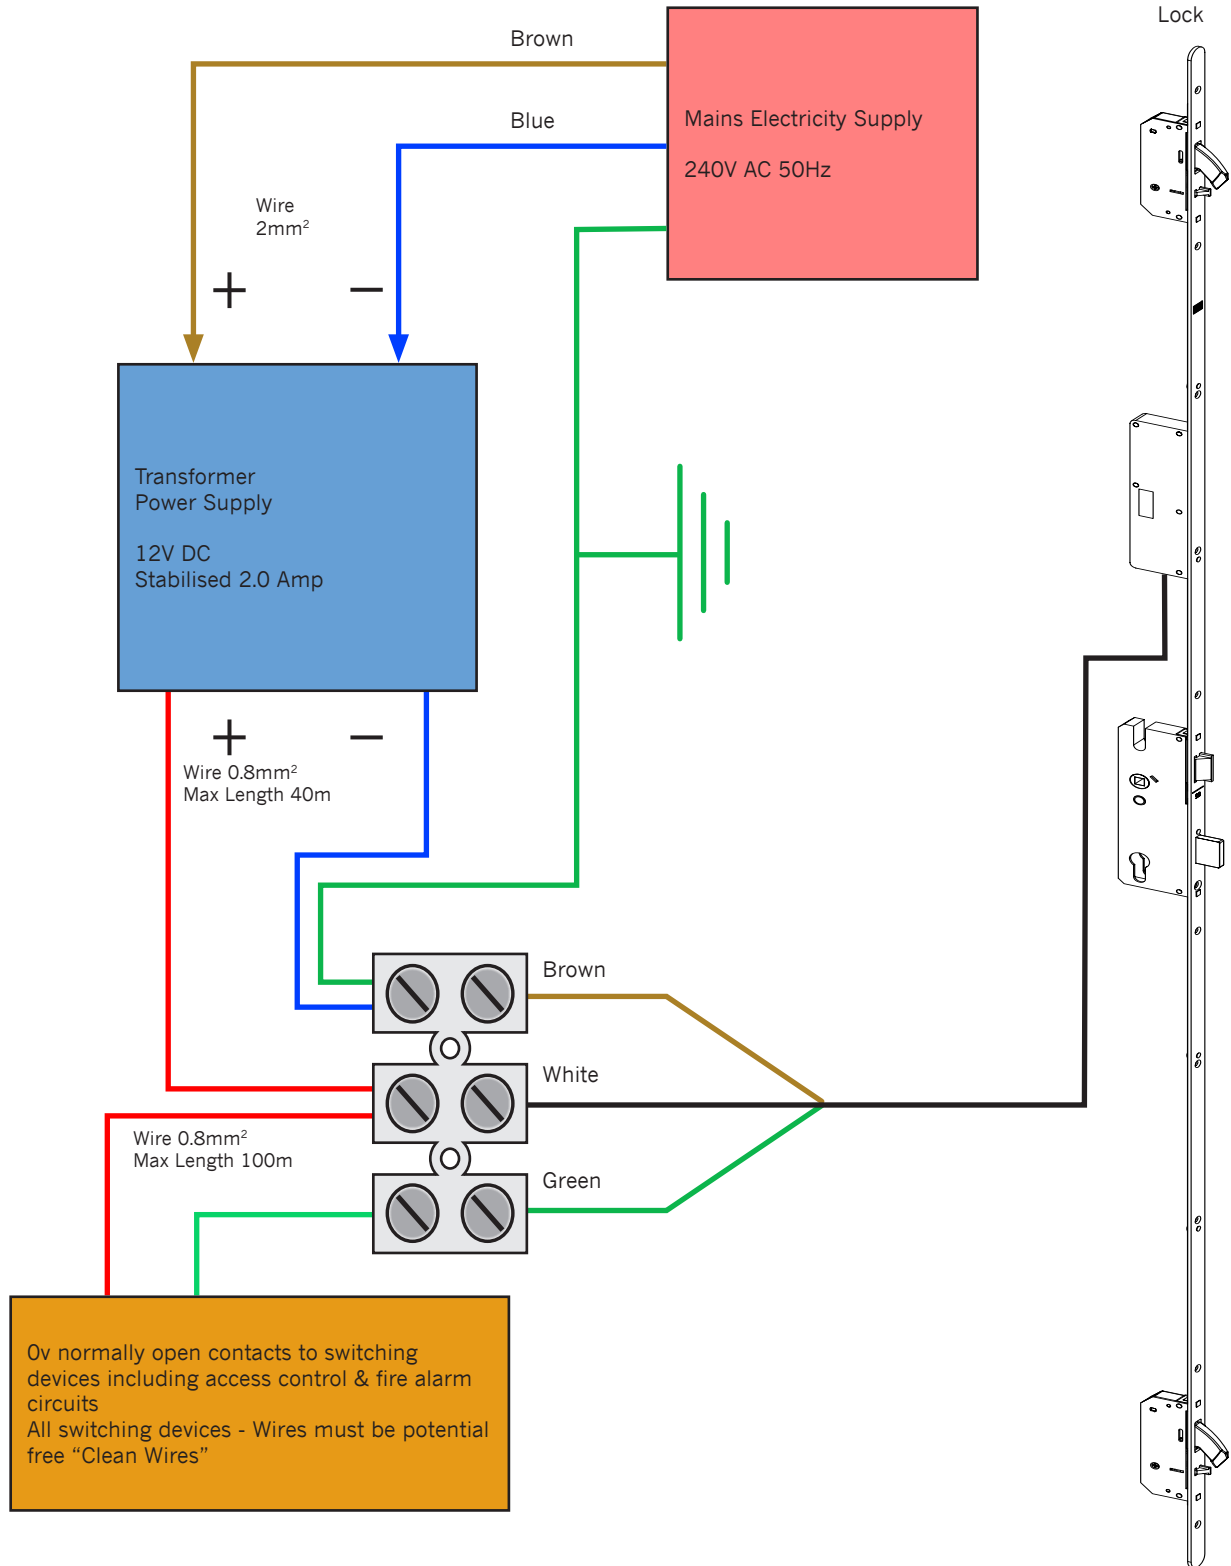 Lock
Brown
Blue
Mains Electricity Supply
240V AC 50Hz
Wire
2mm²
+ −
Transformer
Power Supply
12V DC
Stabilised 2.0 Amp
+ −
Wire 0.8mm²
Max Length 40m
Brown
White
Wire 0.8mm²
Max Length 100m
Green
0v normally open contacts to switching
devices including access control & fire alarm
circuits
All switching devices - Wires must be potential
free “Clean Wires”